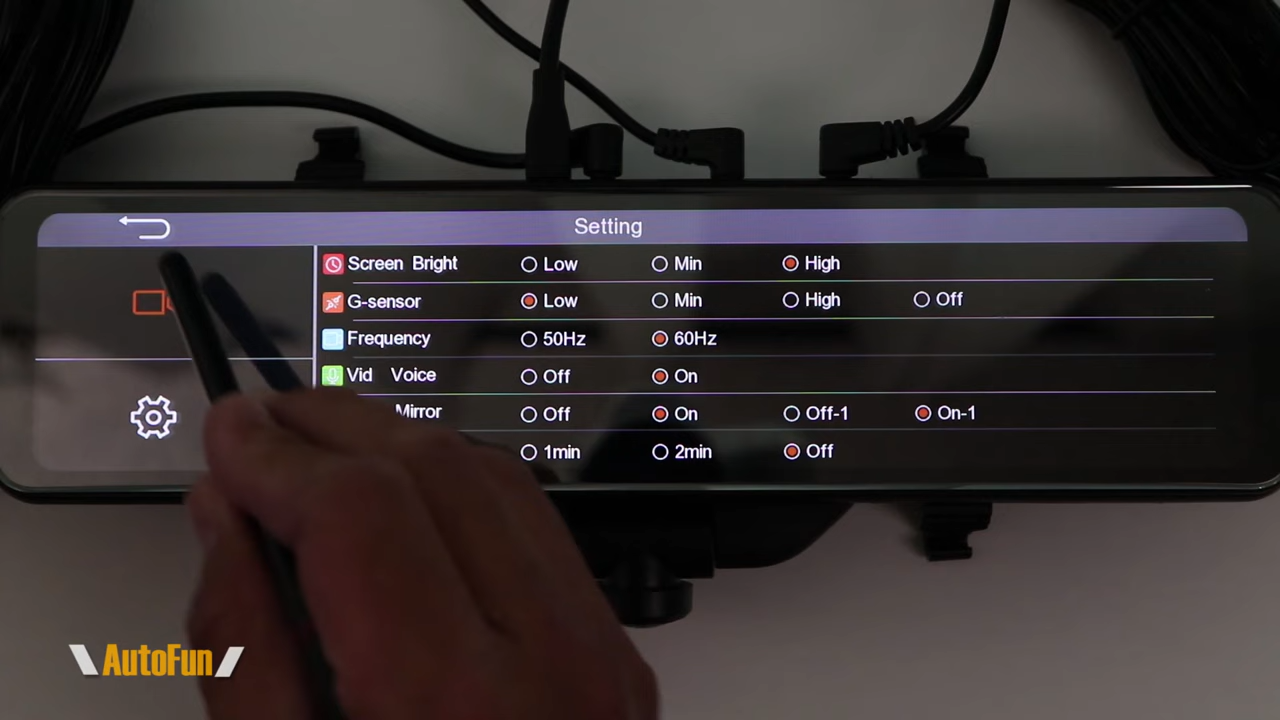 Setting
Screen Bright Low Min High
G-sensor Low Min High Off
Frequency 50Hz 60Hz
Vid Voice Off On
Mirror Off On Off-1 On-1
1min 2min Off
AutoFun